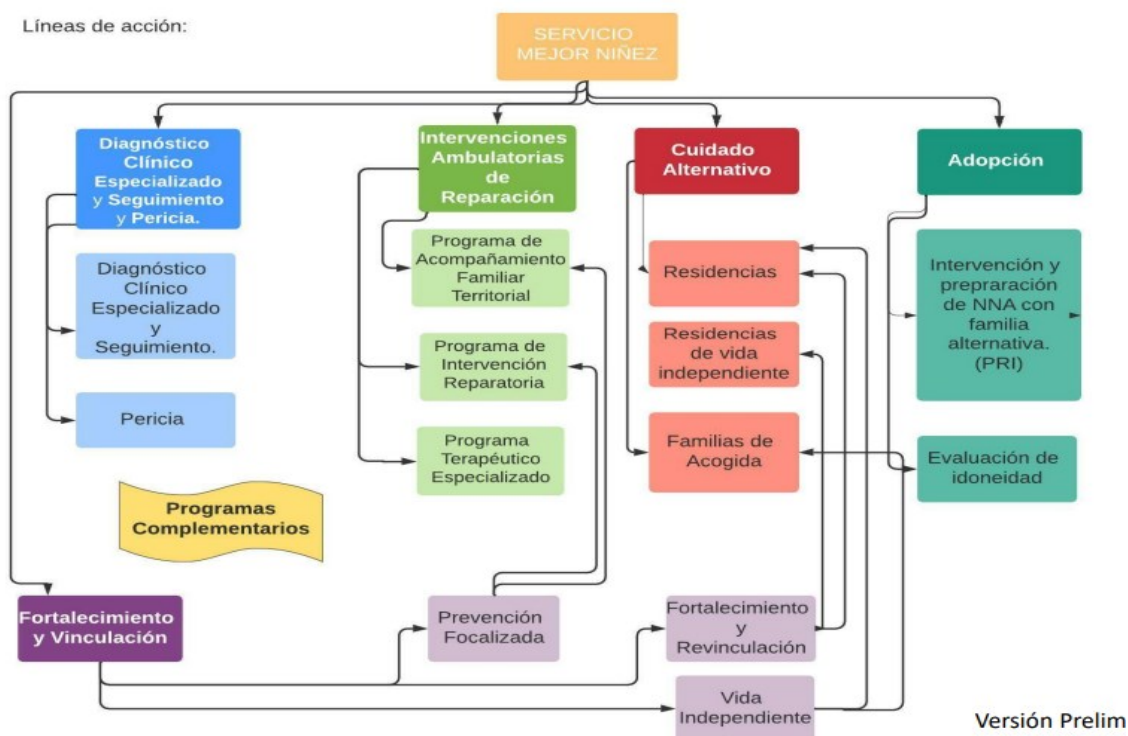 Líneas de acción:
SERVICIO
MEJOR NIÑEZ
Diagnóstico
Clínico
Especializado
y Seguimiento
y Pericia.
Intervenciones
Ambulatorias
de
Reparación
Cuidado
Alternativo
Adopción
Diagnóstico
Clínico
Especializado
y
Seguimiento.
Pericia
Programa de
Acompañamiento
Familiar
Territorial
Programa de
Intervención
Reparatoria
Programa
Terapéutico
Especializado
Residencias
Residencias
de vida
independiente
Familias de
Acogida
Intervención y
prepraración
de NNA con
familia
alternativa.
(PRI)
Evaluación de
idoneidad
Programas
Complementarios
Fortalecimiento
y Vinculación
Prevención
Focalizada
Fortalecimiento
y
Revinculación
Vida
Independiente
Versión Prelim